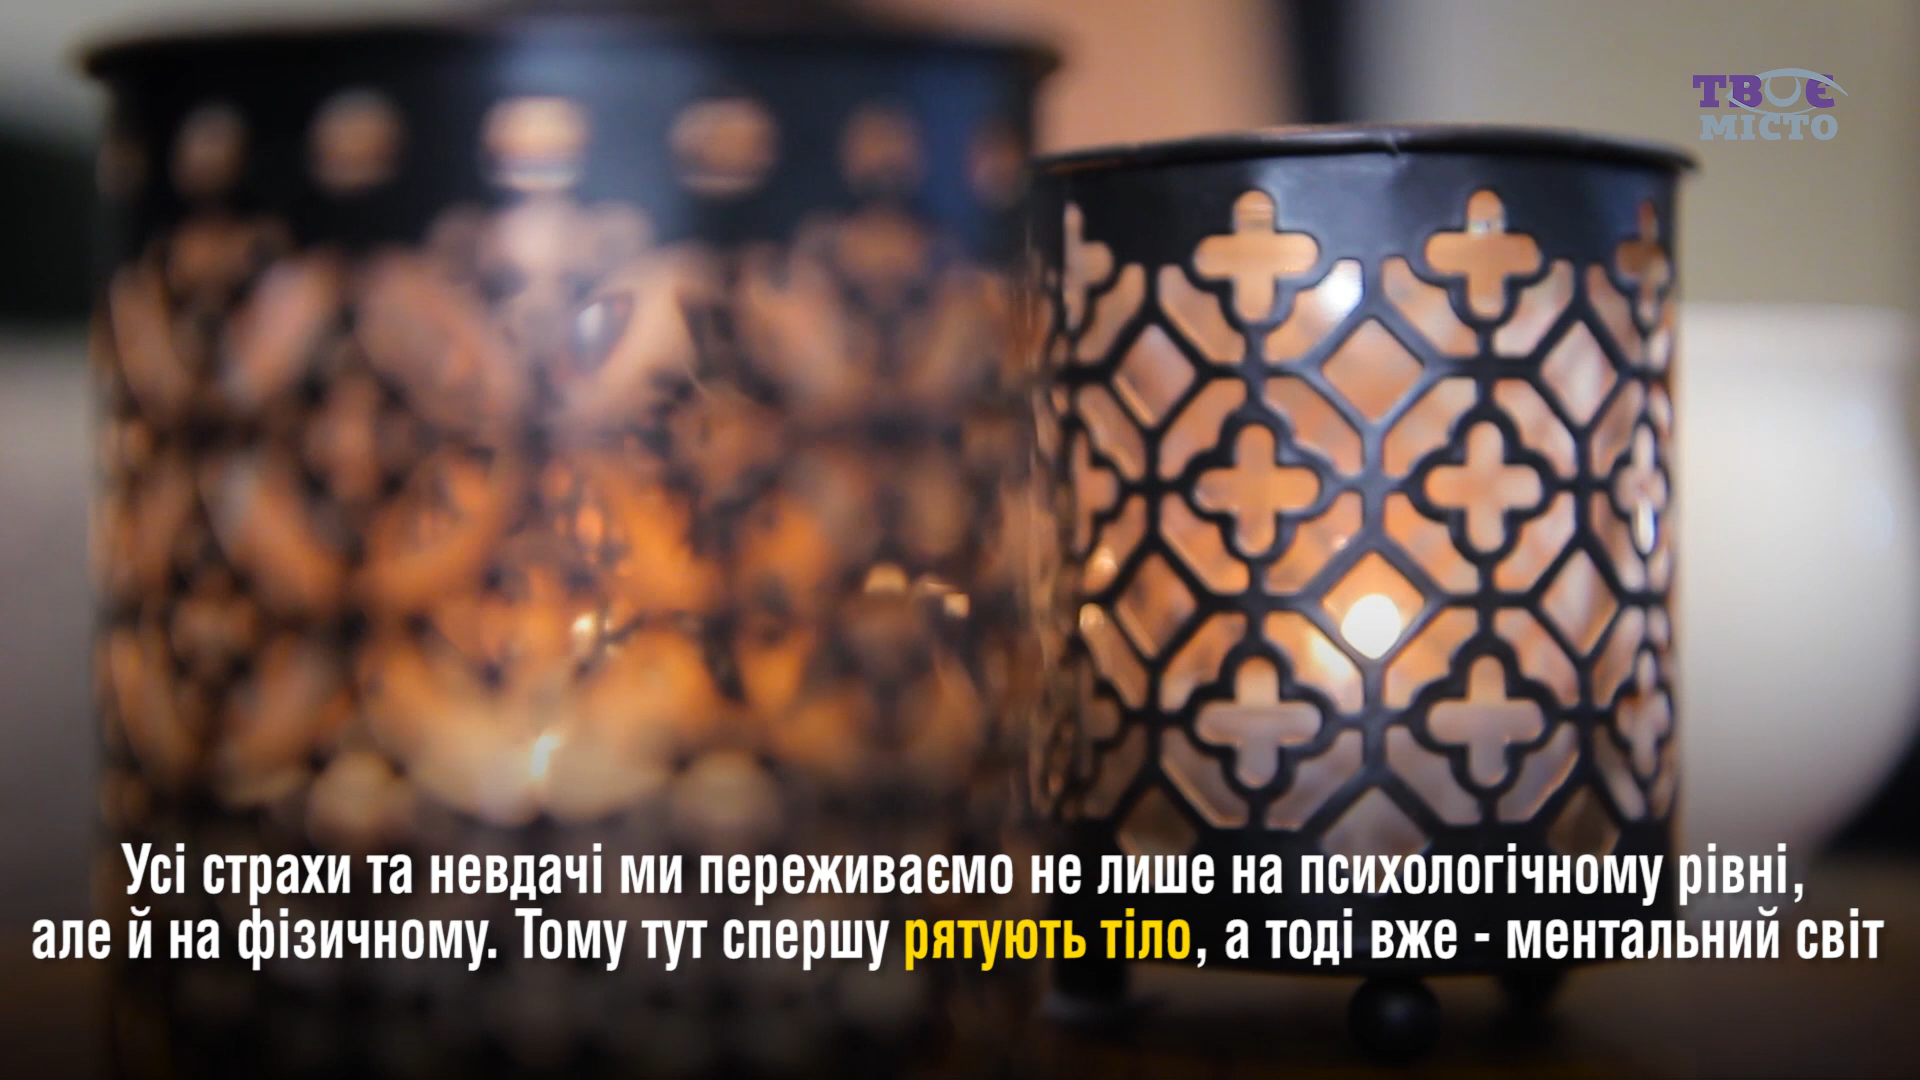 ТВОЄ
МІСТО
Усі страхи та невдачі ми переживаємо не лише на психологічному рівні,
але й на фізичному. Тому тут спершу рятують тіло, а тоді вже - ментальний світ